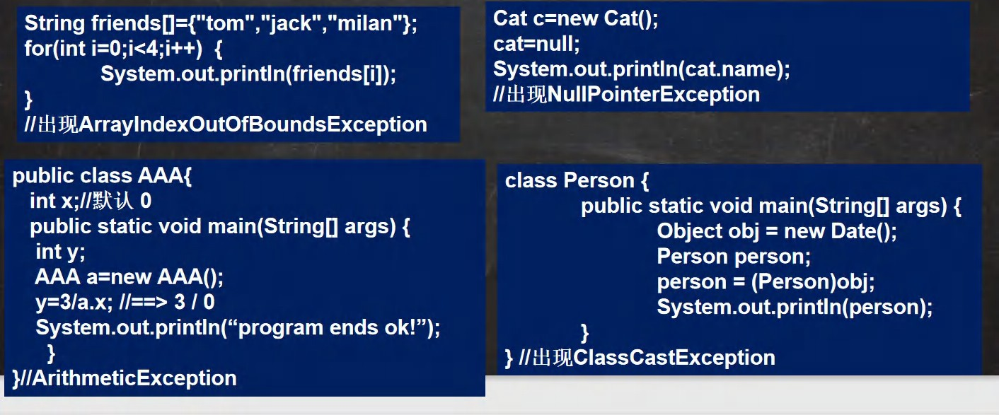 String friends[]={"tom","jack","milan"};
for(int i=0;i<4;i++) {
System.out.println(friends[i]);
}
//出现ArrayIndexOutOfBoundsException
Cat c=new Cat();
cat=null;
System.out.println(cat.name);
//出现NullPointerException
public class AAA{
int x;//默认 0
public static void main(String[] args) {
int y;
AAA a=new AAA();
y=3/a.x; //==> 3 / 0
System.out.println(“program ends ok!”);
}
}//ArithmeticException
class Person {
public static void main(String[] args) {
Object obj = new Date();
Person person;
person = (Person)obj;
System.out.println(person);
}
} //出现ClassCastException